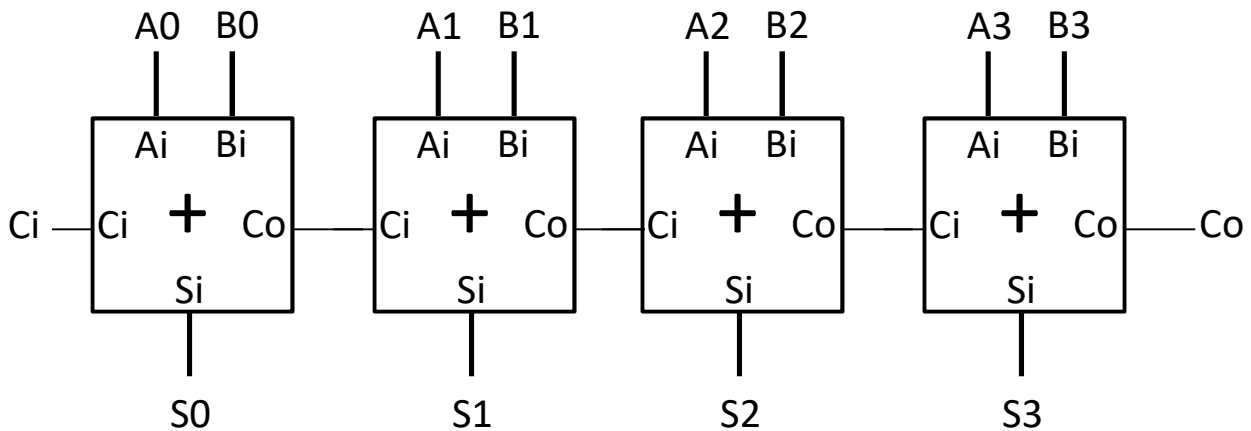 A0 B0 A1 B1 A2 B2 A3 B3
Ai Bi Ai Bi Ai Bi Ai Bi
+ + + +
Ci Ci Co Ci Co Ci Co Ci Co Co
Si Si Si Si
S0 S1 S2 S3